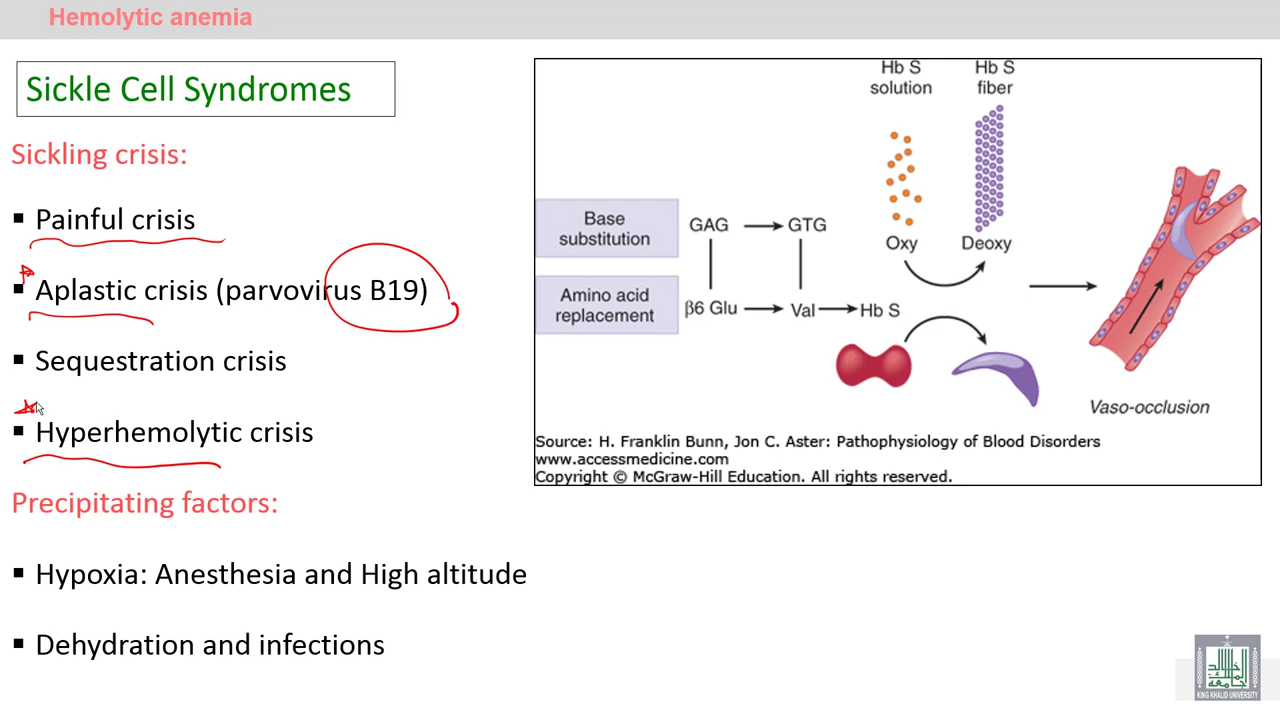 Hemolytic anemia
Sickle Cell Syndromes
Sickling crisis:
▪ Painful crisis
▪ Aplastic crisis (parvovirus B19)
▪ Sequestration crisis
▪ Hyperhemolytic crisis
Precipitating factors:
▪ Hypoxia: Anesthesia and High altitude
▪ Dehydration and infections
Hb S
solution
Hb S
fiber
Oxy
Deoxy
Base
substitution
GAG
GTG
Amino acid
replacement
β6 Glu
Val
Hb S
Vaso-occlusion
Source: H. Franklin Bunn, Jon C. Aster: Pathophysiology of Blood Disorders
www.accessmedicine.com
Copyright © McGraw-Hill Education. All rights reserved.
KING KHALID UNIVERSITY